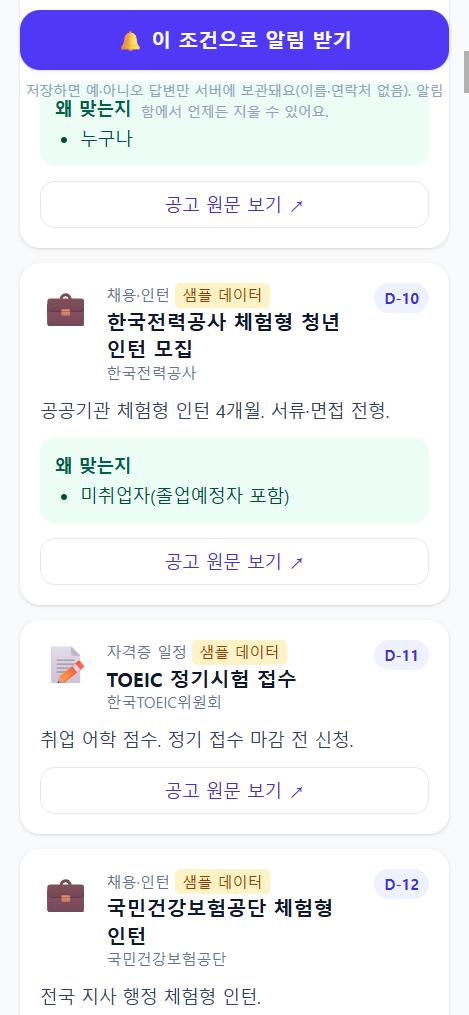 🔔 이 조건으로 알림 받기
저장하면 예·아니오 답변만 서버에 보관돼요(이름·연락처 없음). 알림
함에서 언제든 지울 수 있어요.
왜 맞는지
• 누구나
공고 원문 보기 ↗
채용·인턴 샘플 데이터
D-10
한국전력공사 체험형 청년
인턴 모집
한국전력공사
공공기관 체험형 인턴 4개월. 서류·면접 전형.
왜 맞는지
• 미취업자(졸업예정자 포함)
공고 원문 보기 ↗
자격증 일정 샘플 데이터
D-11
TOEIC 정기시험 접수
한국TOEIC위원회
취업 어학 점수. 정기 접수 마감 전 신청.
공고 원문 보기 ↗
채용·인턴 샘플 데이터
D-12
국민건강보험공단 체험형
인턴
국민건강보험공단
전국 지사 행정 체험형 인턴.